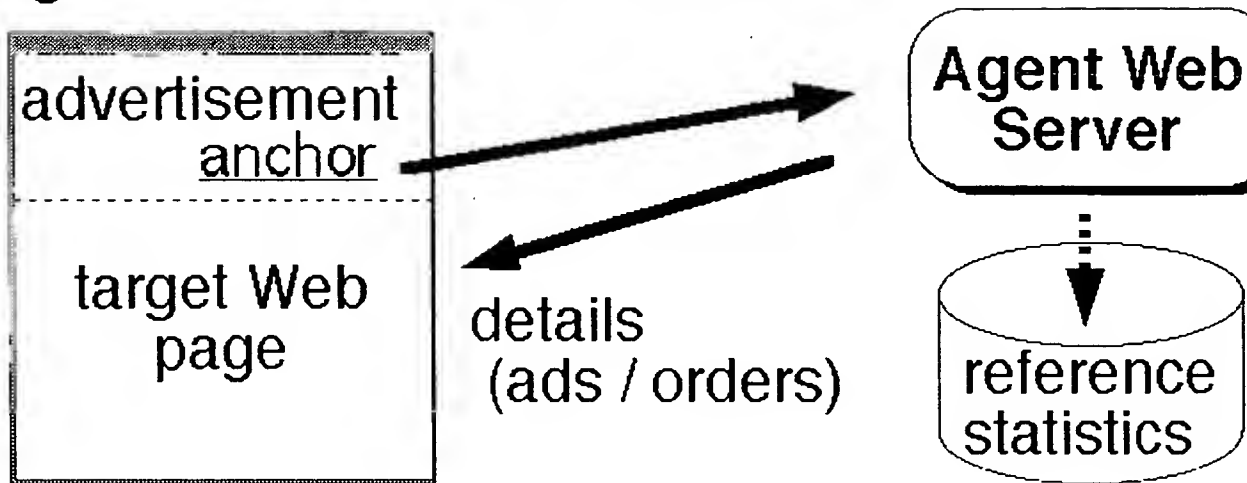 advertisement
anchor
target Web
page
details
(ads / orders)
Agent Web
Server
reference
statistics